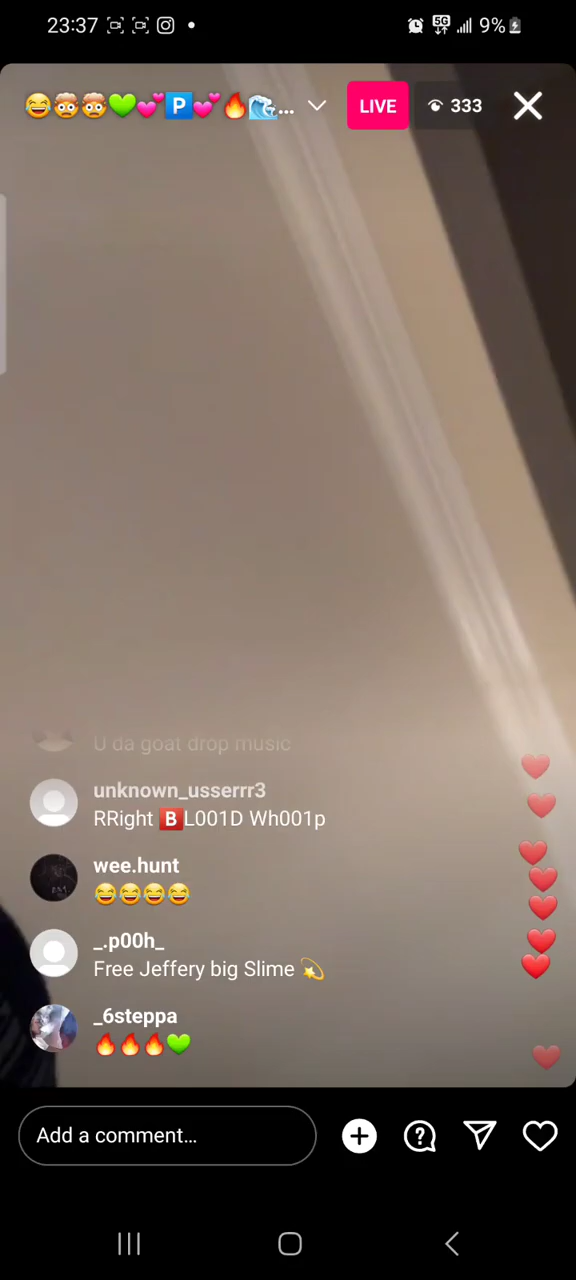 23:37
5G
9%
😂🤯🤯💚💕🅿️💕🔥🌊...
LIVE
333
U da goat drop music
unknown_usserrr3
RRight 🅱️L001D Wh001p
wee.hunt
😂😂😂😂
_.p00h_
Free Jeffery big Slime 💫
_6steppa
🔥🔥🔥💚
Add a comment...